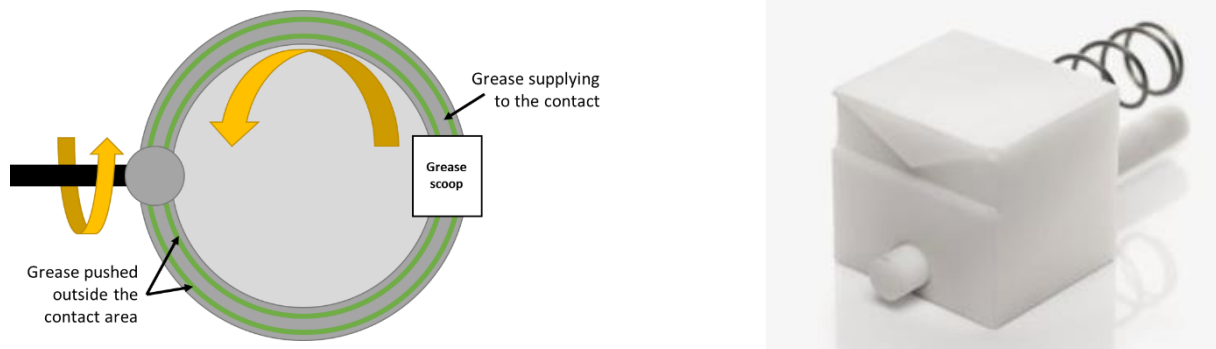 Grease supplying
to the contact
Grease
scoop
Grease pushed
outside the
contact area